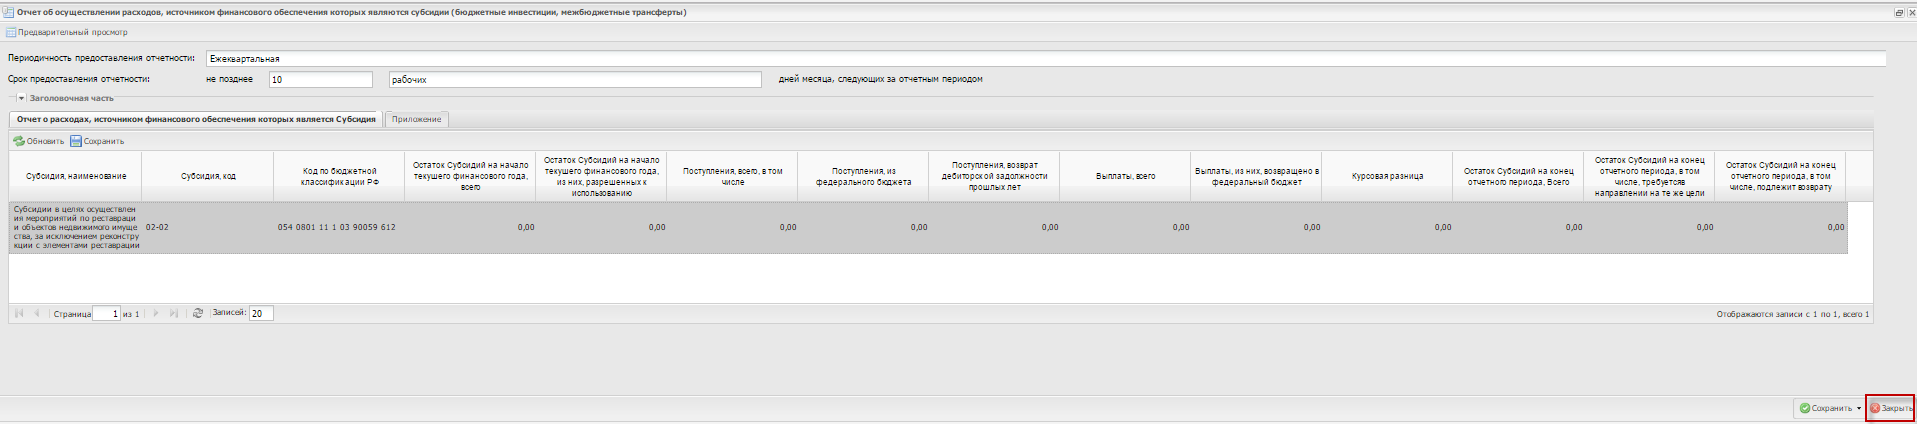 Отчет об осуществлении расходов, источником финансового обеспечения которых являются субсидии (бюджетные инвестиции, межбюджетные трансферты)
Предварительный просмотр
Периодичность предоставления отчетности: Ежеквартальная
Срок предоставления отчетности: не позднее 10 рабочих дней месяца, следующих за отчетным периодом
Заголовочная часть
Отчет о расходах, источником финансового обеспечения которых является Субсидия Приложение
Обновить Сохранить
Субсидия, наименование
Субсидия, код
Код по бюджетной
классификации РФ
Остаток Субсидий на начало
текущего финансового года,
всего
Остаток Субсидий на начало
текущего финансового года,
из них, разрешенных к
использованию
Поступления, всего, в том
числе
Поступления, из
федерального бюджета
Поступления, возврат
дебиторской задолжности
прошлых лет
Выплаты, всего
Выплаты, из них, возвращено в
федеральный бюджет
Курсовая разница
Остаток Субсидий на конец
отчетного периода, Всего
Остаток Субсидий на конец
отчетного периода, в том
числе, требуется
направлении на те же цели
Остаток Субсидий на конец
отчетного периода, в том
числе, подлежит возврату
Субсидии в целях осуществлен
ия мероприятий по реставраци
и объектов недвижимого имуще
ства, за исключением реконстру
кции с элементами реставрации
02-02
054 0801 11 1 03 90059 612
0,00 0,00 0,00 0,00 0,00 0,00 0,00 0,00 0,00 0,00 0,00
Страница 1 из 1 Записей: 20 Отображаются записи с 1 по 1, всего 1
Сохранить Закрыть